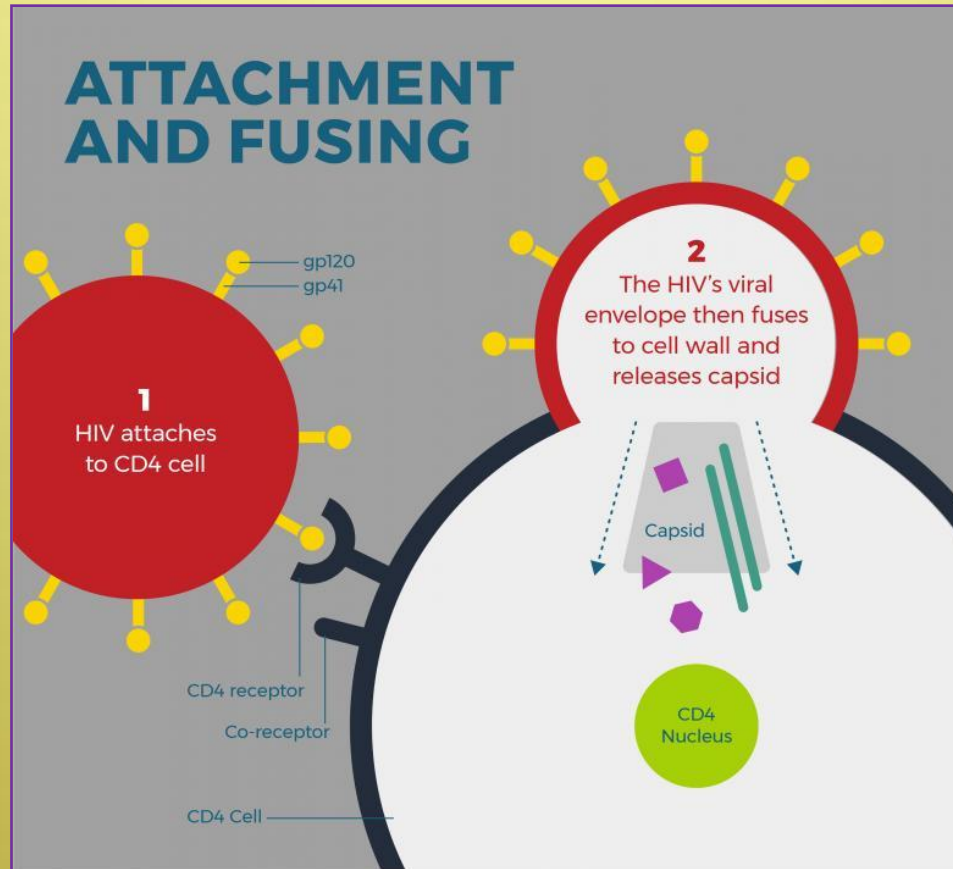 ATTACHMENT
AND FUSING
gp120
gp41
1
HIV attaches
to CD4 cell
2
The HIV's viral
envelope then fuses
to cell wall and
releases capsid
Capsid
CD4 receptor
Co-receptor
CD4
Nucleus
CD4 Cell